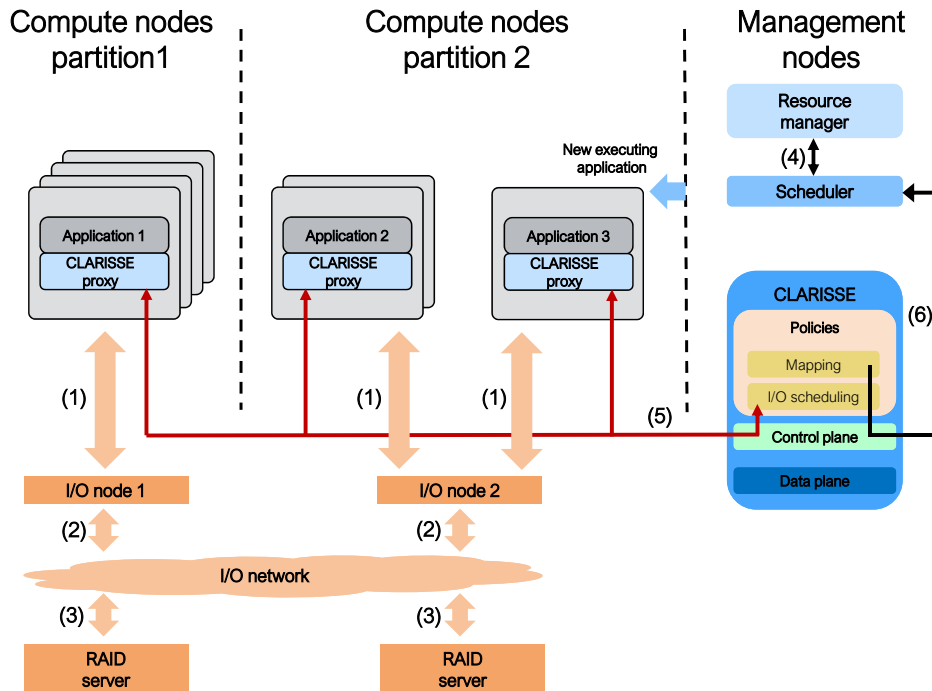 Compute nodes
partition1
Compute nodes
partition 2
Management
nodes
Resource
manager
(4)
Scheduler
New executing
application
Application 1
CLARISSE
proxy
Application 2
CLARISSE
proxy
Application 3
CLARISSE
proxy
CLARISSE
(6)
Policies
Mapping
I/O scheduling
Control plane
Data plane
(1)
(1)
(1)
(5)
I/O node 1
I/O node 2
(2)
(2)
I/O network
(3)
(3)
RAID
server
RAID
server